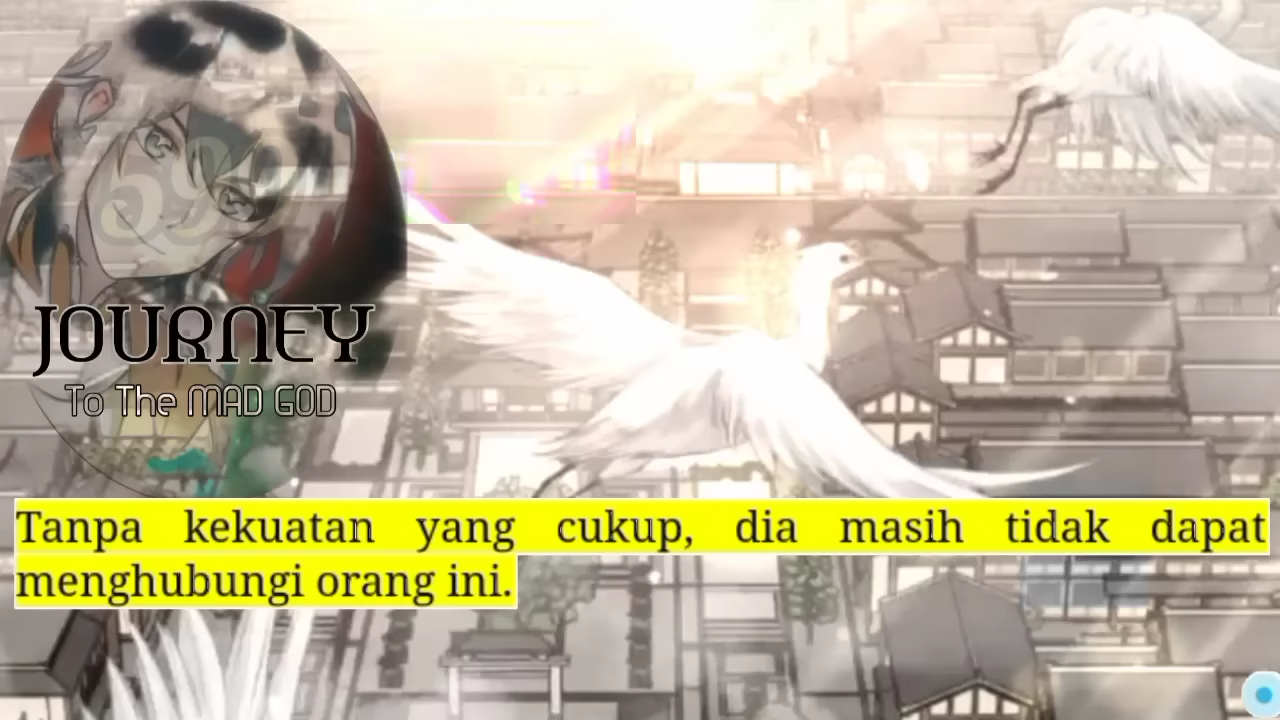 JOURNEY
To The MAD GOD
Tanpa kekuatan yang cukup, dia masih tidak dapat
menghubungi orang ini.